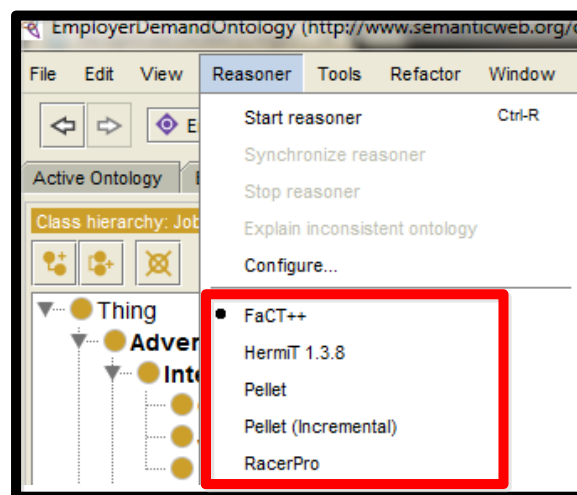 EmployerDemandOntology (http://www.semanticweb.org/
File Edit View Reasoner Tools Refactor Window
Start reasoner Ctrl-R
Synchronize reasoner
Active Ontology
Stop reasoner
Class hierarchy: Job
Explain inconsistent ontology
Configure...
Thing
FaCT++
Adver
HermiT 1.3.8
Inte
Pellet
Pellet (Incremental)
RacerPro